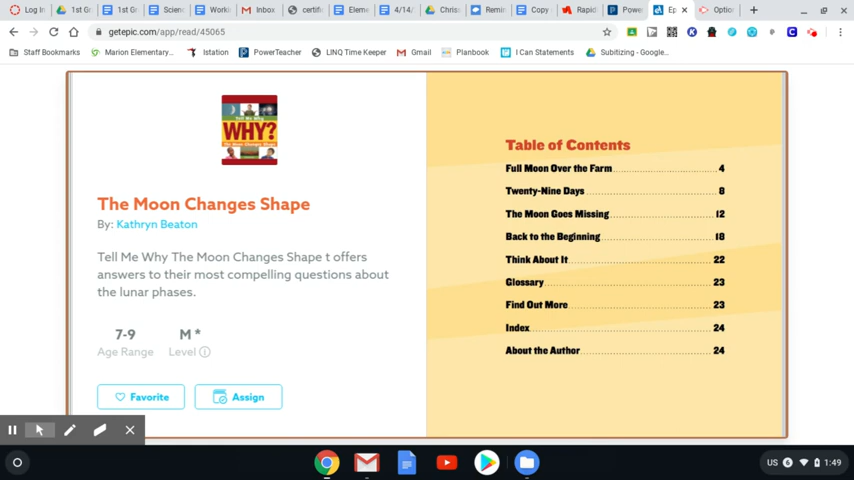 Log In
1st Gr
1st G
Scienc
Worki
Inbox
certifi
Eleme
4/14/
Chris
Remin
Copy
Rapid
Power
Ep
Option
getepic.com/app/read/45065
Staff Bookmarks
Marion Elementary...
Istation
PowerTeacher
LINQ Time Keeper
Gmail
Planbook
I Can Statements
Subitizing - Google...
Tell Me Why
WHY?
The Moon Changes Shape
The Moon Changes Shape
By: Kathryn Beaton
Tell Me Why The Moon Changes Shape t offers
answers to their most compelling questions about
the lunar phases.
7-9
Age Range
M *
Level
Favorite
Assign
Table of Contents
Full Moon Over the Farm 4
Twenty-Nine Days 8
The Moon Goes Missing 12
Back to the Beginning 18
Think About It 22
Glossary 23
Find Out More 23
Index 24
About the Author 24
US 6 1:49